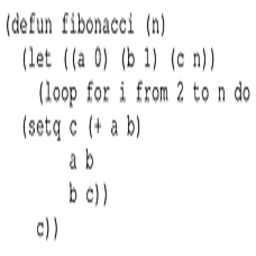 (defun fibonacci (n)
  (let ((a 0) (b 1) (c n))
    (loop for i from 2 to n do
  (setq c (+ a b)
        a b
        b c))
    c))